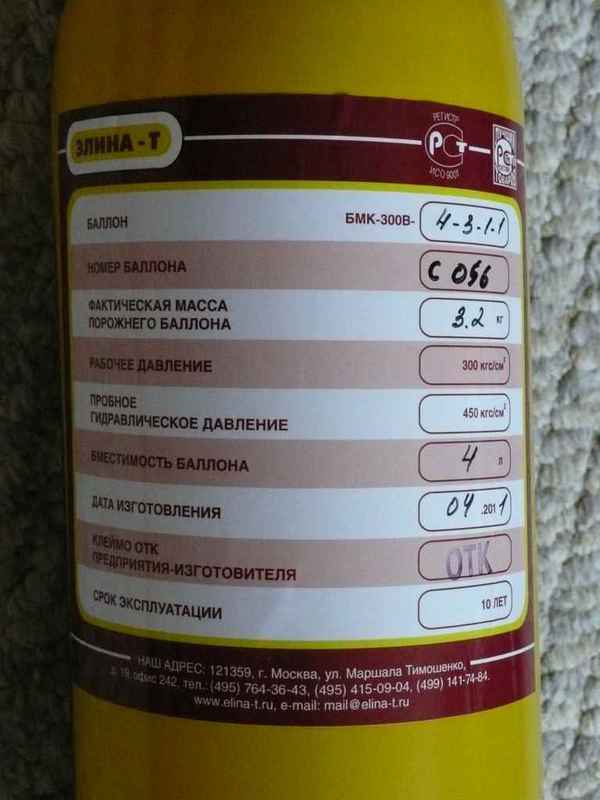 ЭЛИНА - Т
РЕГИСТР
РСТ
ИСО 9001
РСТ
ТОВАРОВ
БАЛЛОН БМК-300В- 4-3-1-1
НОМЕР БАЛЛОНА С 056
ФАКТИЧЕСКАЯ МАССА
ПОРОЖНЕГО БАЛЛОНА 3.2 кг
РАБОЧЕЕ ДАВЛЕНИЕ 300 кгс/см²
ПРОБНОЕ
ГИДРАВЛИЧЕСКОЕ ДАВЛЕНИЕ 450 кгс/см²
ВМЕСТИМОСТЬ БАЛЛОНА 4 л
ДАТА ИЗГОТОВЛЕНИЯ 04 .2011
КЛЕЙМО ОТК
ПРЕДПРИЯТИЯ-ИЗГОТОВИТЕЛЯ ОТК
СРОК ЭКСПЛУАТАЦИИ 10 ЛЕТ
НАШ АДРЕС: 121359, г. Москва, ул. Маршала Тимошенко,
д. 19, офис 242, тел.: (495) 764-36-43, (495) 415-09-04, (499) 141-74-84.
www.elina-t.ru, e-mail: mail@elina-t.ru